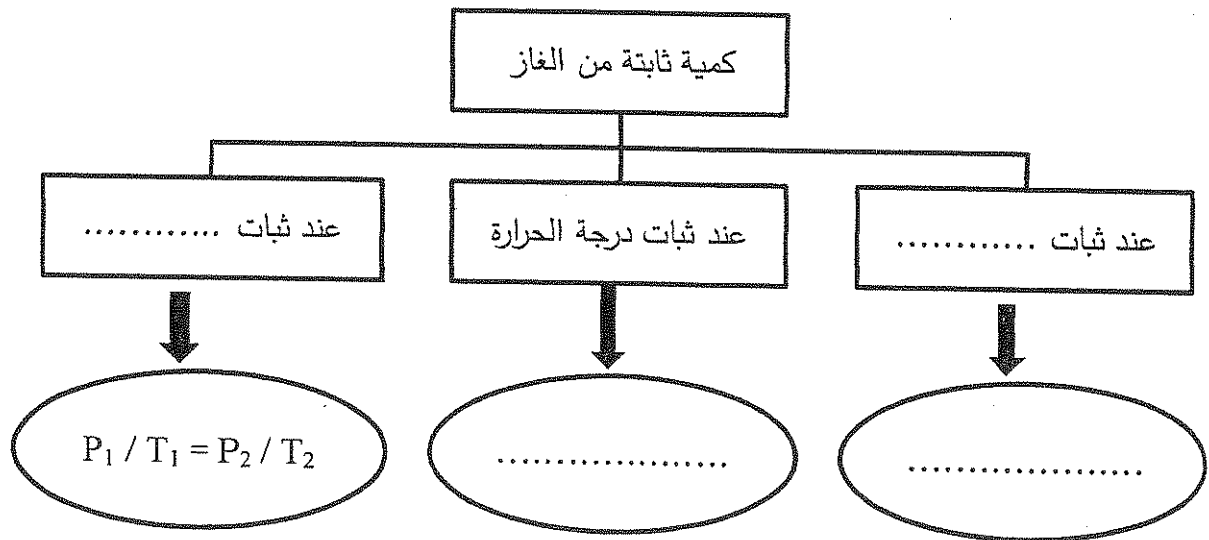 كمية ثابتة من الغاز
عند ثبات ............
عند ثبات درجة الحرارة
عند ثبات ............
....................
....................
P₁ / T₁ = P₂ / T₂